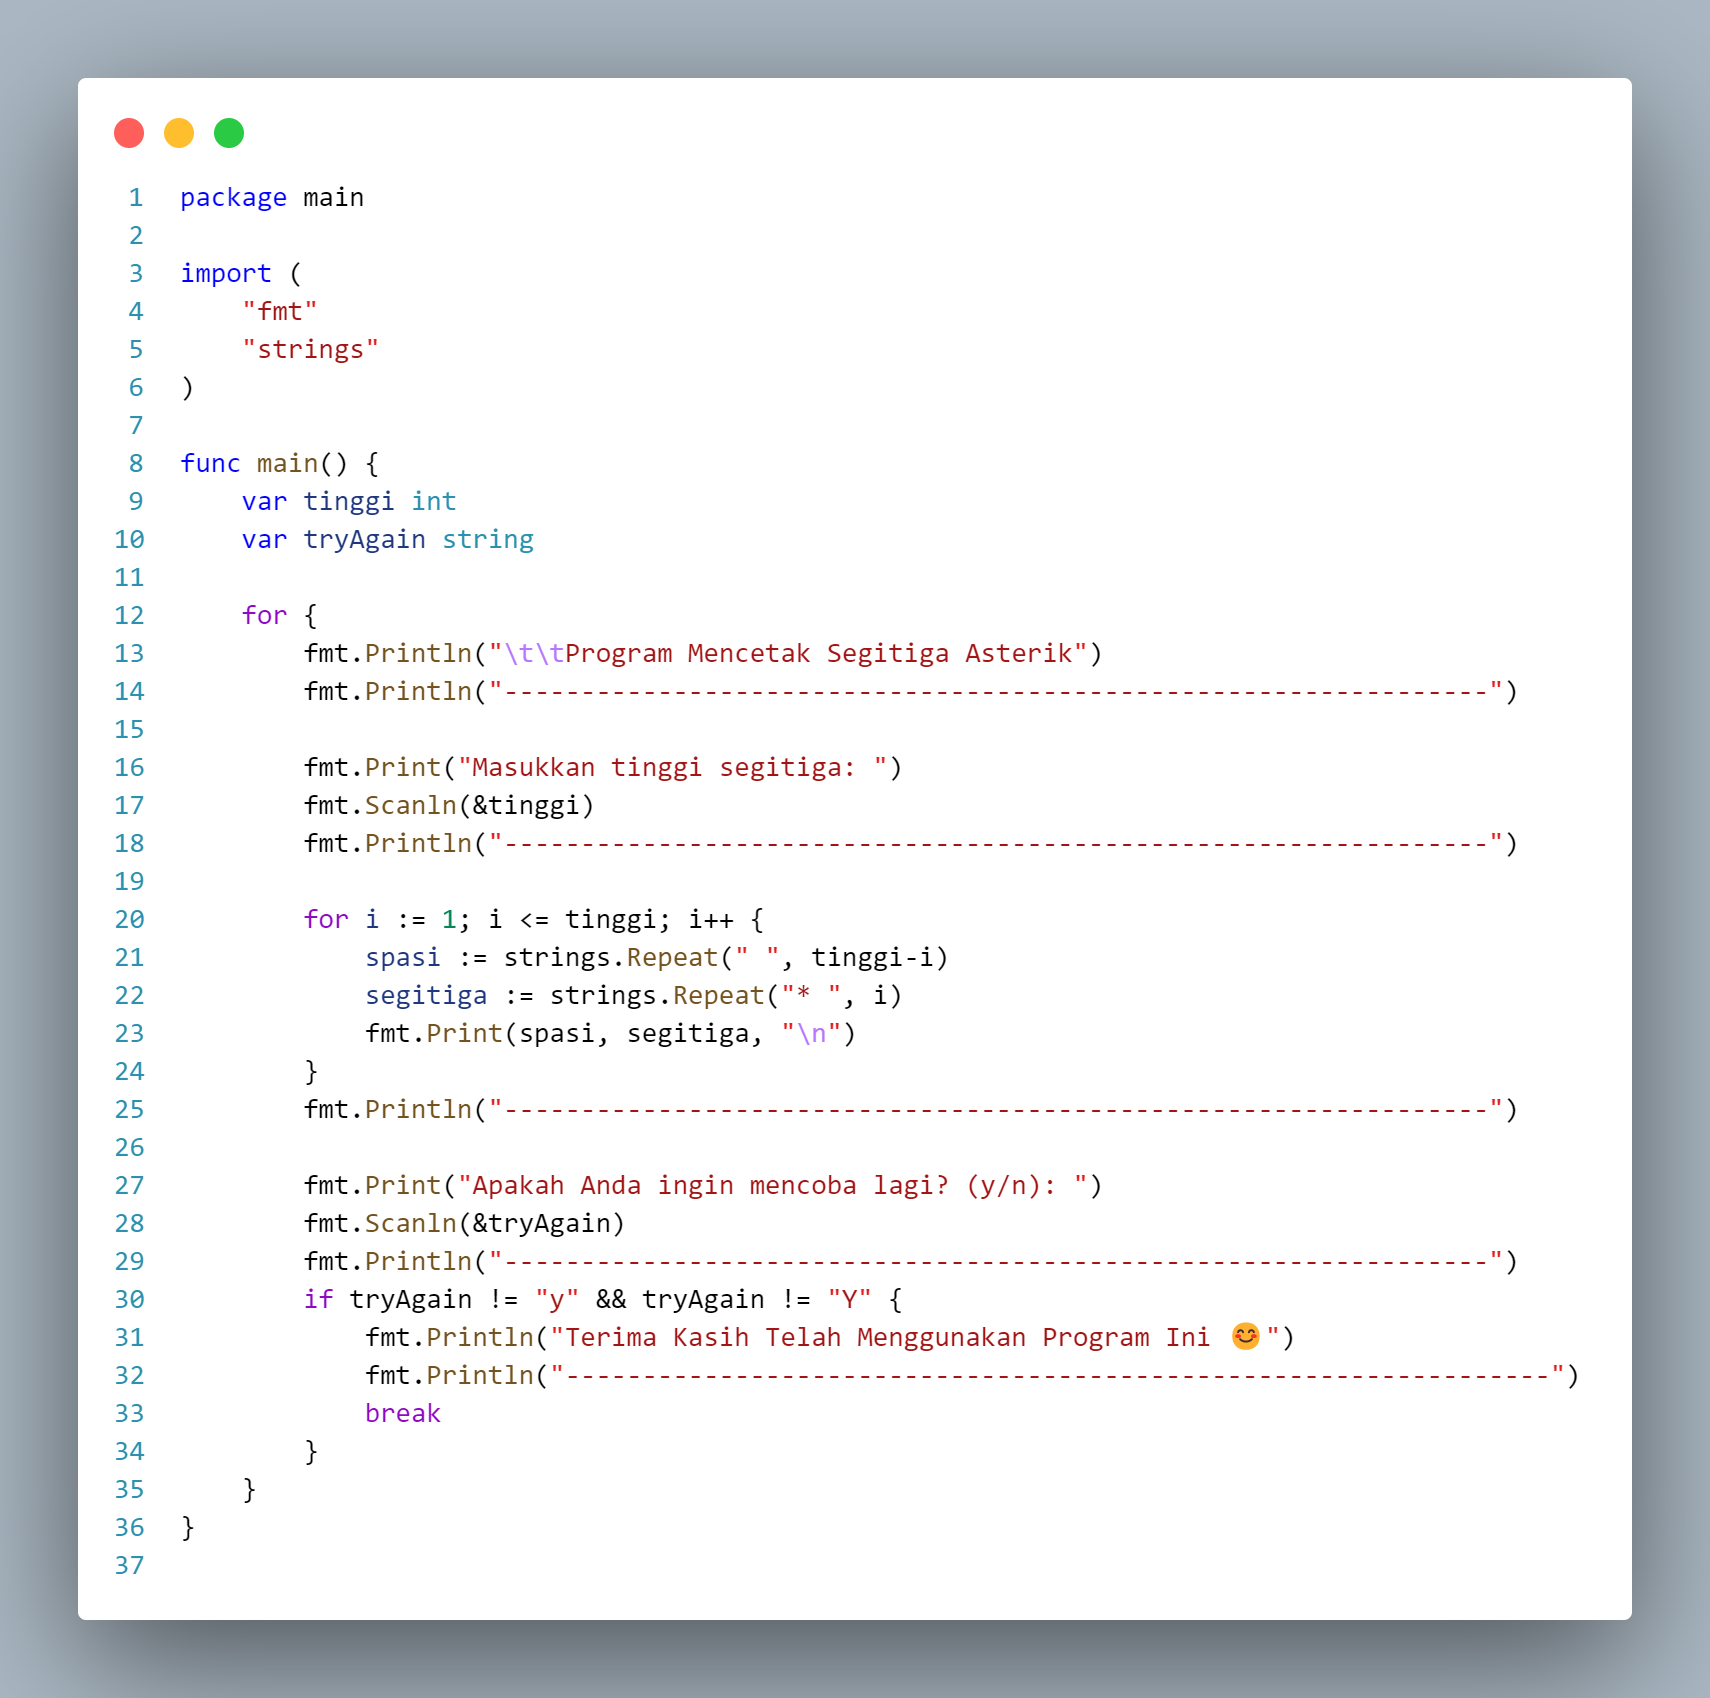 1 package main
2
3 import (
4     "fmt"
5     "strings"
6 )
7
8 func main() {
9     var tinggi int
10     var tryAgain string
11
12     for {
13         fmt.Println("\t\tProgram Mencetak Segitiga Asterik")
14         fmt.Println("----------------------------------------------------------------")
15
16         fmt.Print("Masukkan tinggi segitiga: ")
17         fmt.Scanln(&tinggi)
18         fmt.Println("----------------------------------------------------------------")
19
20         for i := 1; i <= tinggi; i++ {
21             spasi := strings.Repeat(" ", tinggi-i)
22             segitiga := strings.Repeat("* ", i)
23             fmt.Print(spasi, segitiga, "\n")
24         }
25         fmt.Println("----------------------------------------------------------------")
26
27         fmt.Print("Apakah Anda ingin mencoba lagi? (y/n): ")
28         fmt.Scanln(&tryAgain)
29         fmt.Println("----------------------------------------------------------------")
30         if tryAgain != "y" && tryAgain != "Y" {
31             fmt.Println("Terima Kasih Telah Menggunakan Program Ini 😊")
32             fmt.Println("----------------------------------------------------------------")
33             break
34         }
35     }
36 }
37